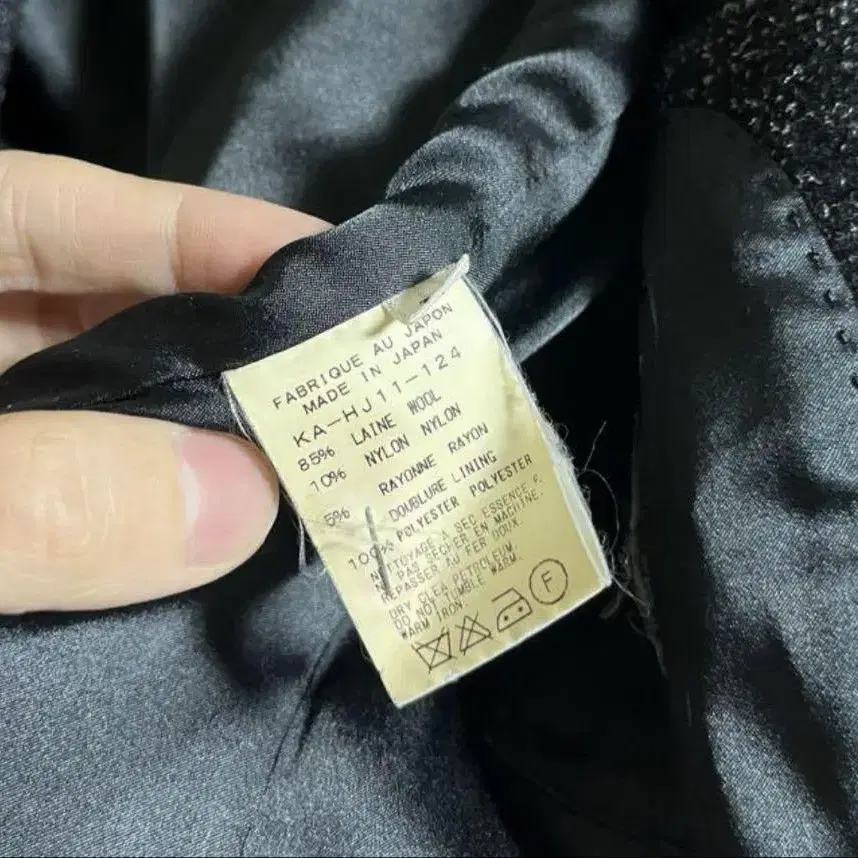 FABRIQUE AU JAPON
MADE IN JAPAN
KA-HJ11-124
85% LAINE WOOL
10% NYLON NYLON
5% RAYONNE RAYON
DOUBLURE LINING
100% POLYESTER POLYESTER
NETTOYAGE A SEC ESSENCE F.
NE PAS SECHER EN MACHINE.
REPASSER AU FER DOUX.
DRY CLEA PETROLEUM.
DO NOT TUMBLE WARM.
WARM IRON.
F